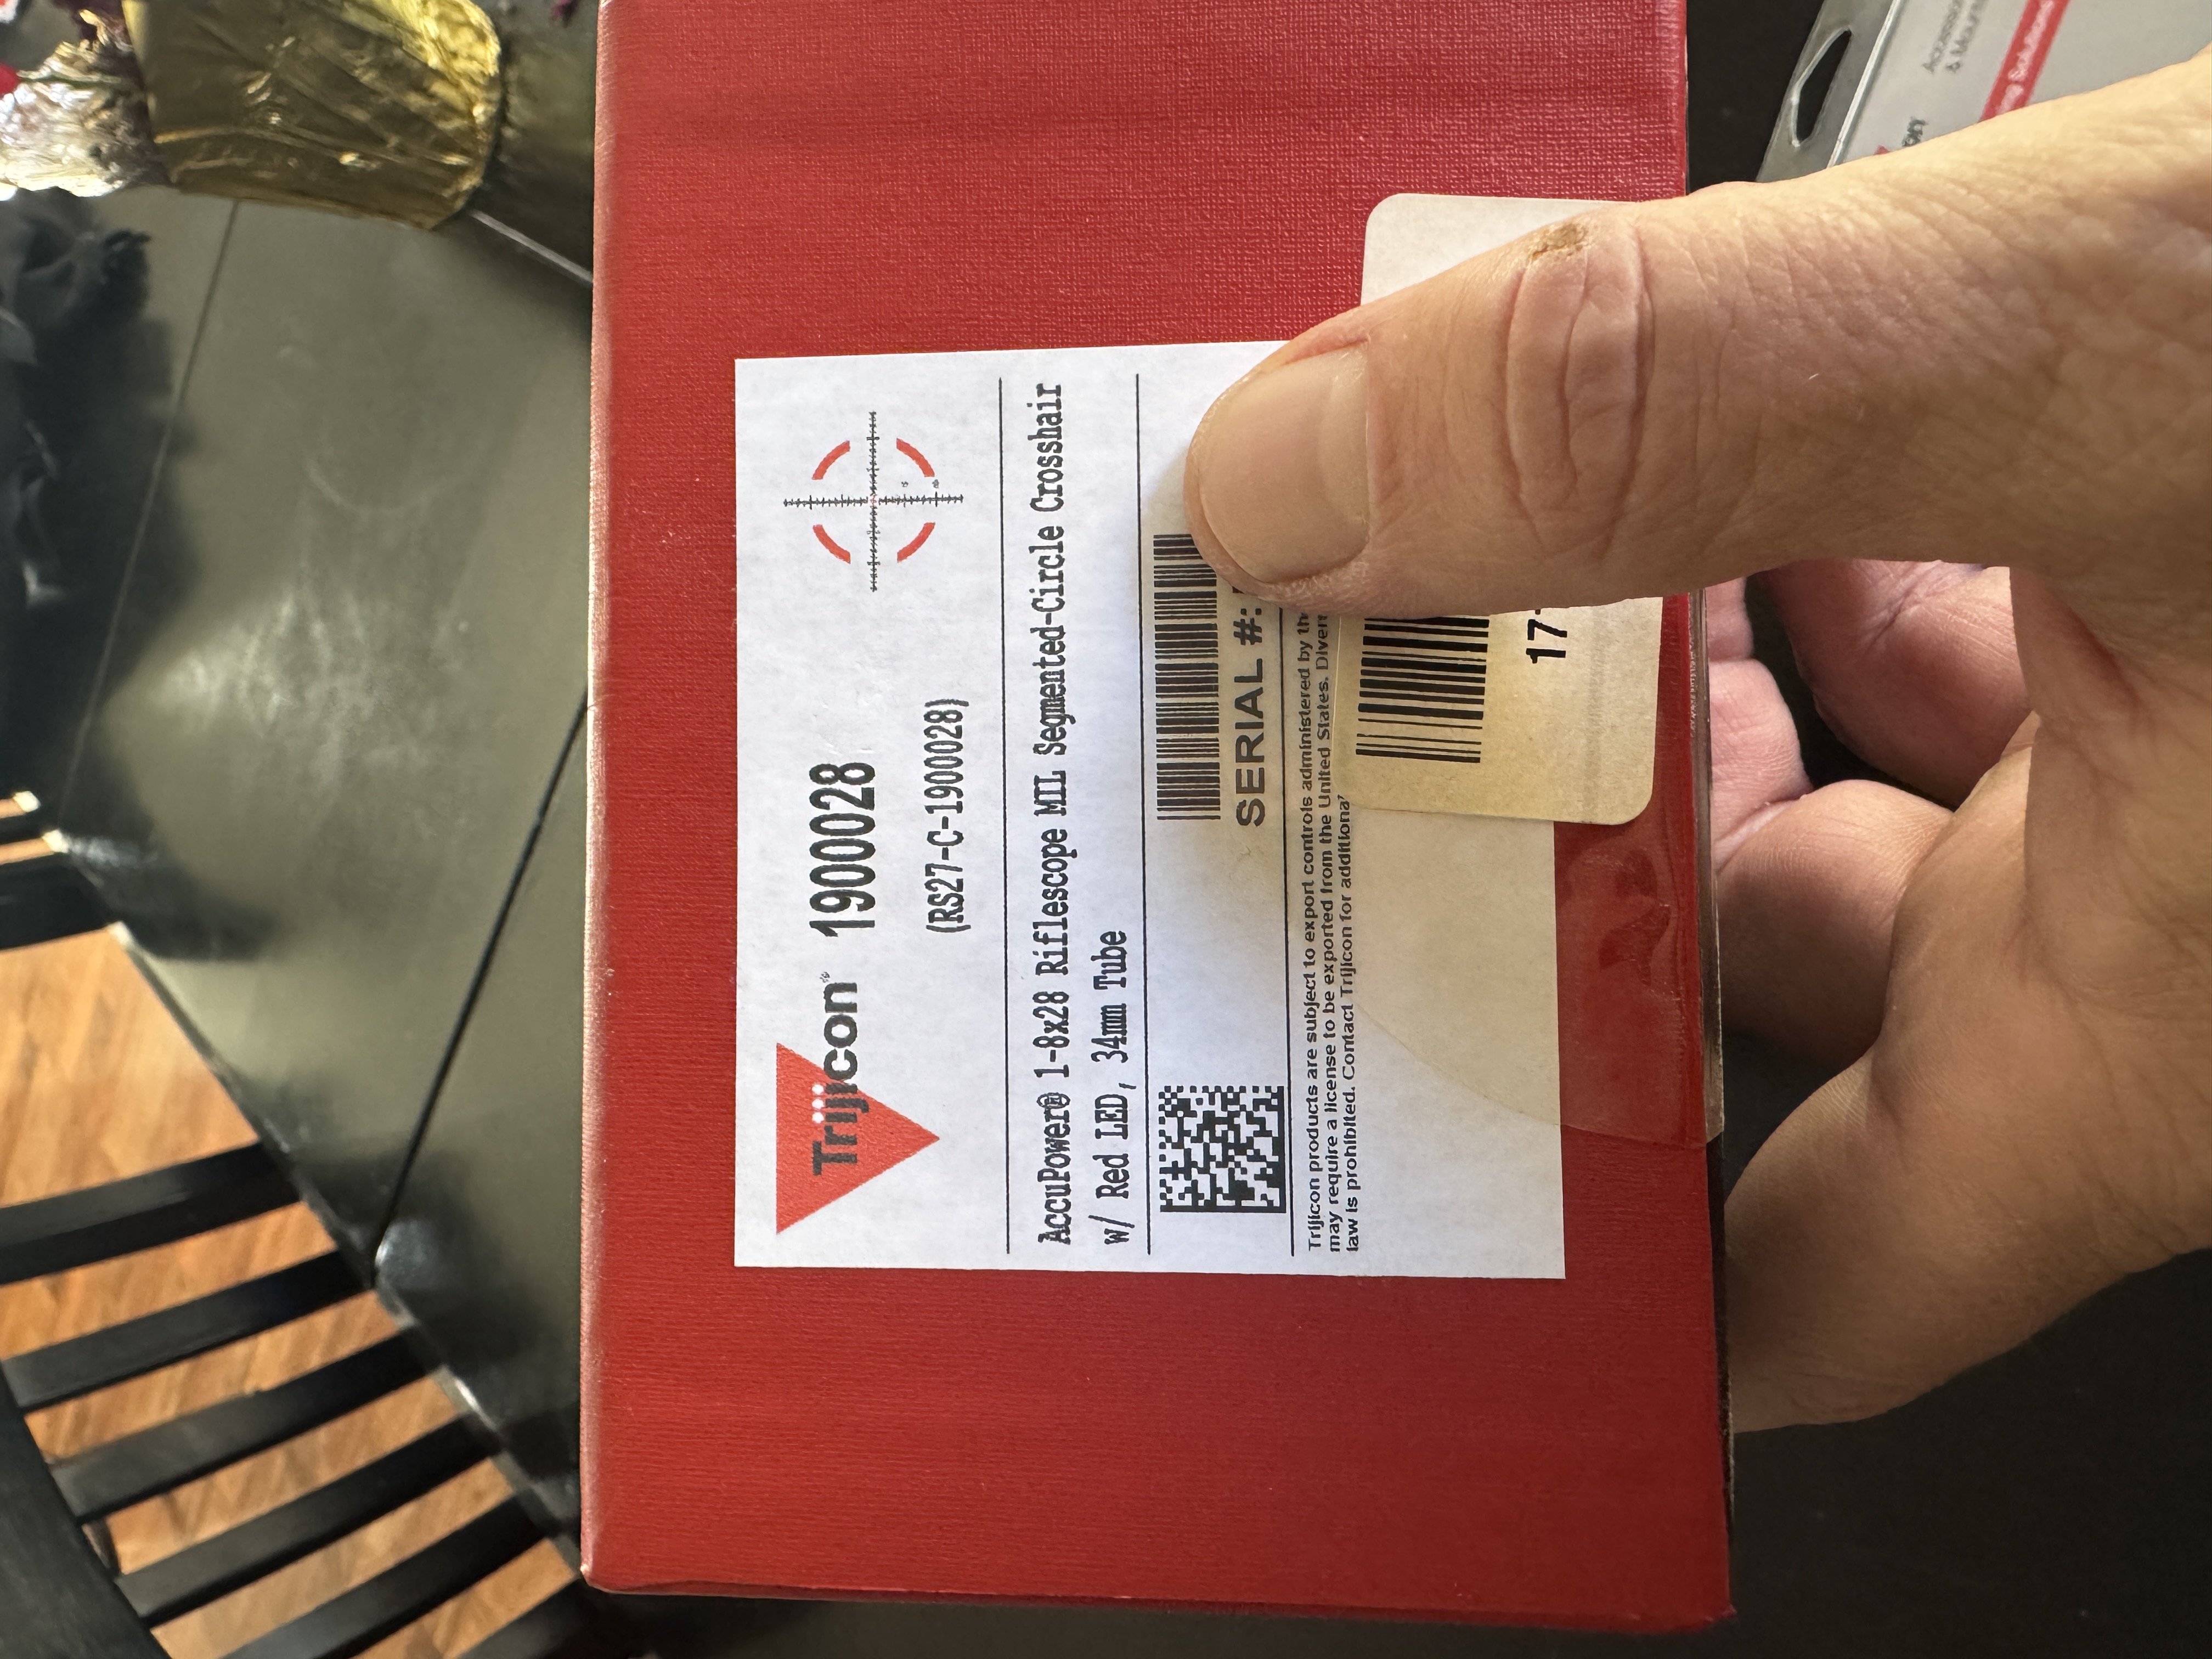 Trijicon® 1900028
(RS27-C-1900028)
AccuPower® 1-8x28 Riflescope MIL Segmented-Circle Crosshair
w/ Red LED, 34mm Tube
SERIAL #:
Trijicon products are subject to export controls administered by
may require a license to be exported from the United States.
law is prohibited. Contact Trijicon for
17
Solutions